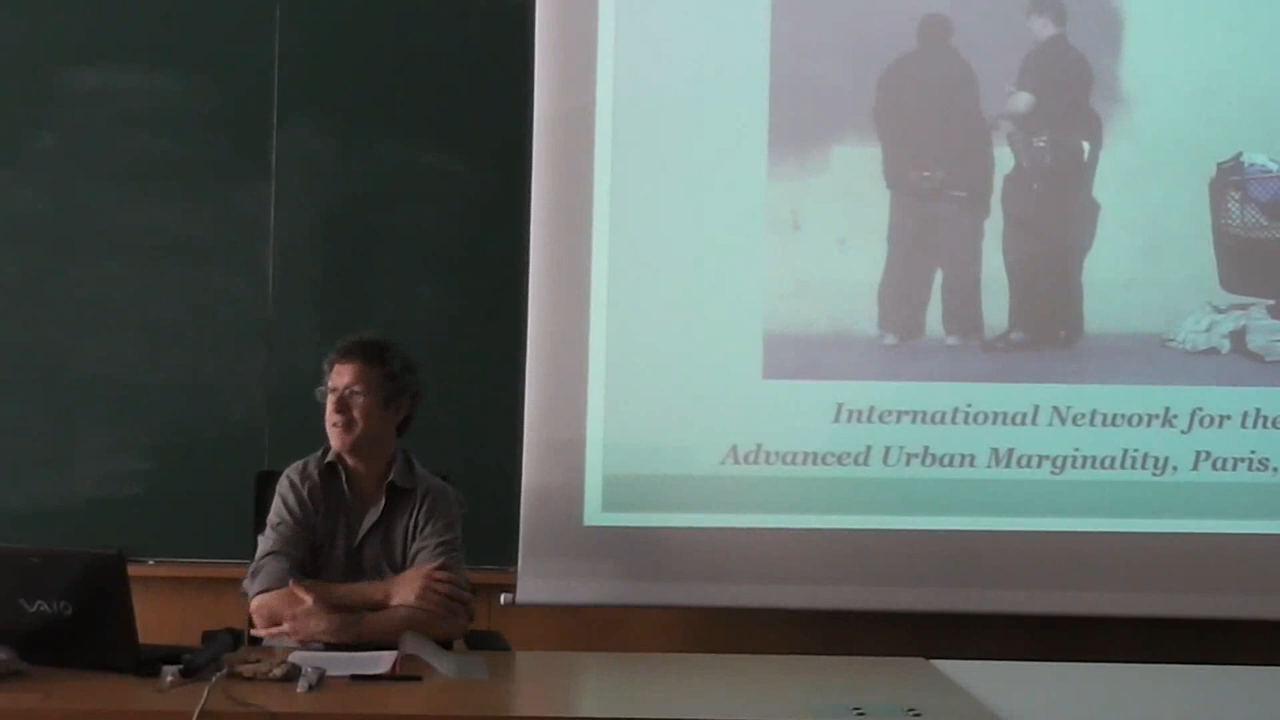 International Network for the
Advanced Urban Marginality, Paris,
VAIO